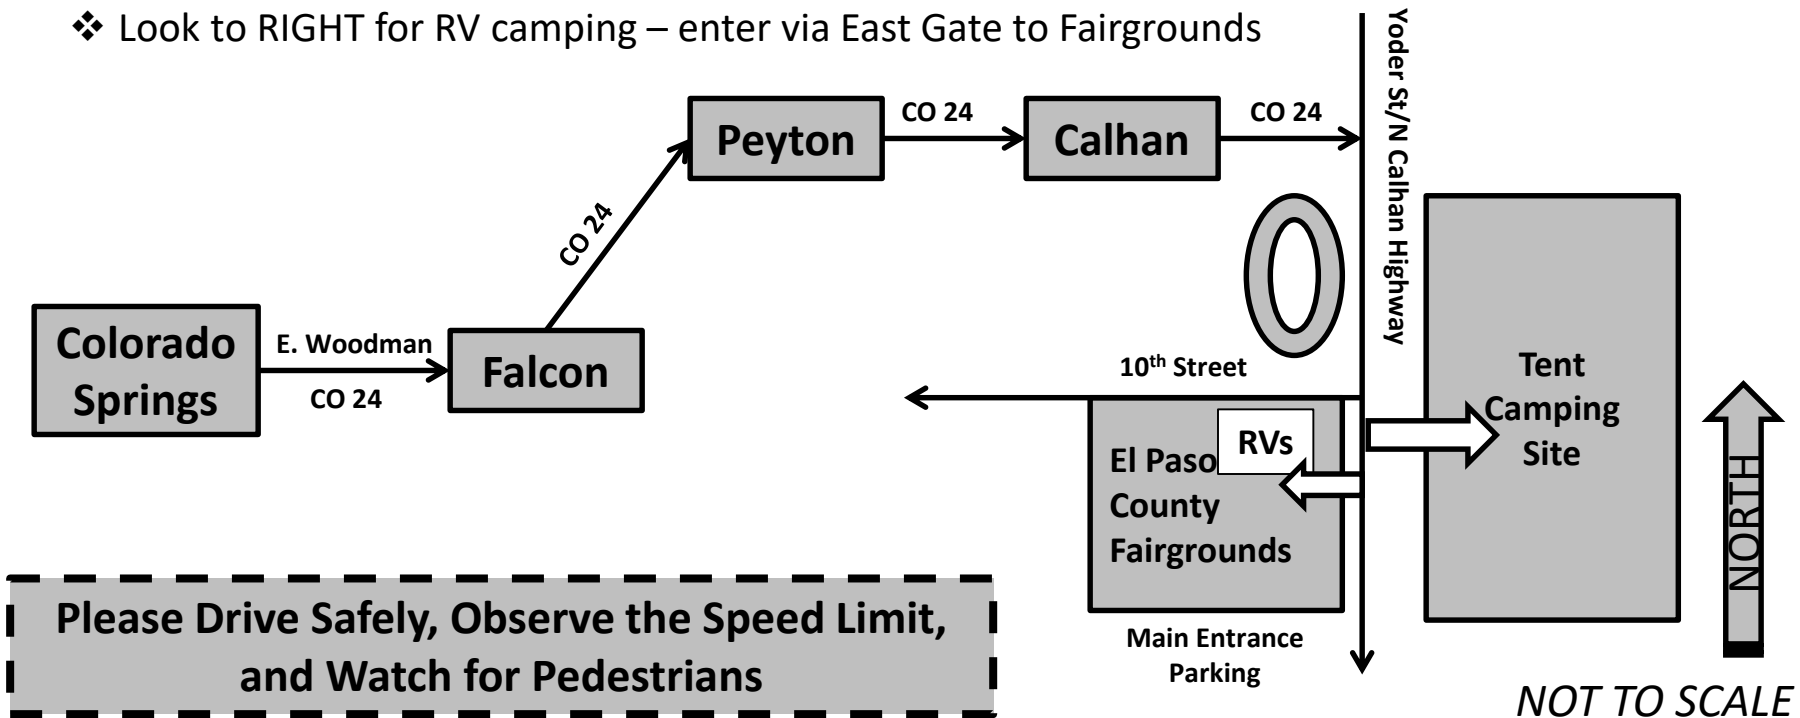 ❖ Look to RIGHT for RV camping – enter via East Gate to Fairgrounds
Yoder St/N Calhan Highway
Peyton
CO 24
Calhan
CO 24
CO 24
Colorado
Springs
E. Woodman
CO 24
Falcon
10th Street
Tent
Camping
Site
RVs
El Paso
County
Fairgrounds
NORTH
Main Entrance
Parking
Please Drive Safely, Observe the Speed Limit,
and Watch for Pedestrians
NOT TO SCALE